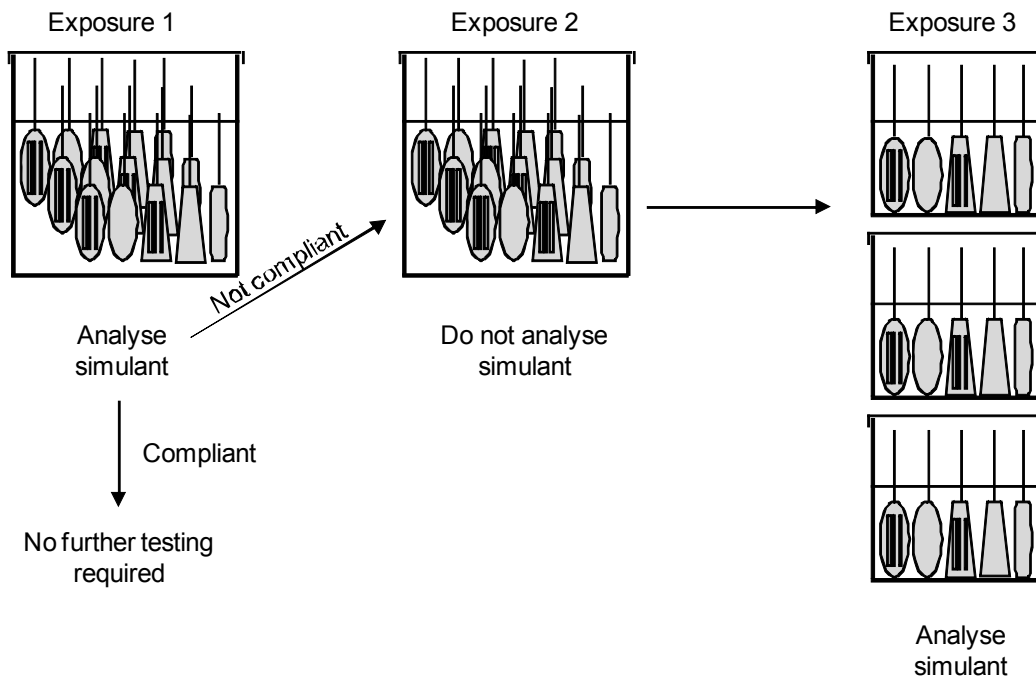 Exposure 1
Exposure 2
Exposure 3
Not compliant
Analyse
simulant
Do not analyse
simulant
Compliant
No further testing
required
Analyse
simulant